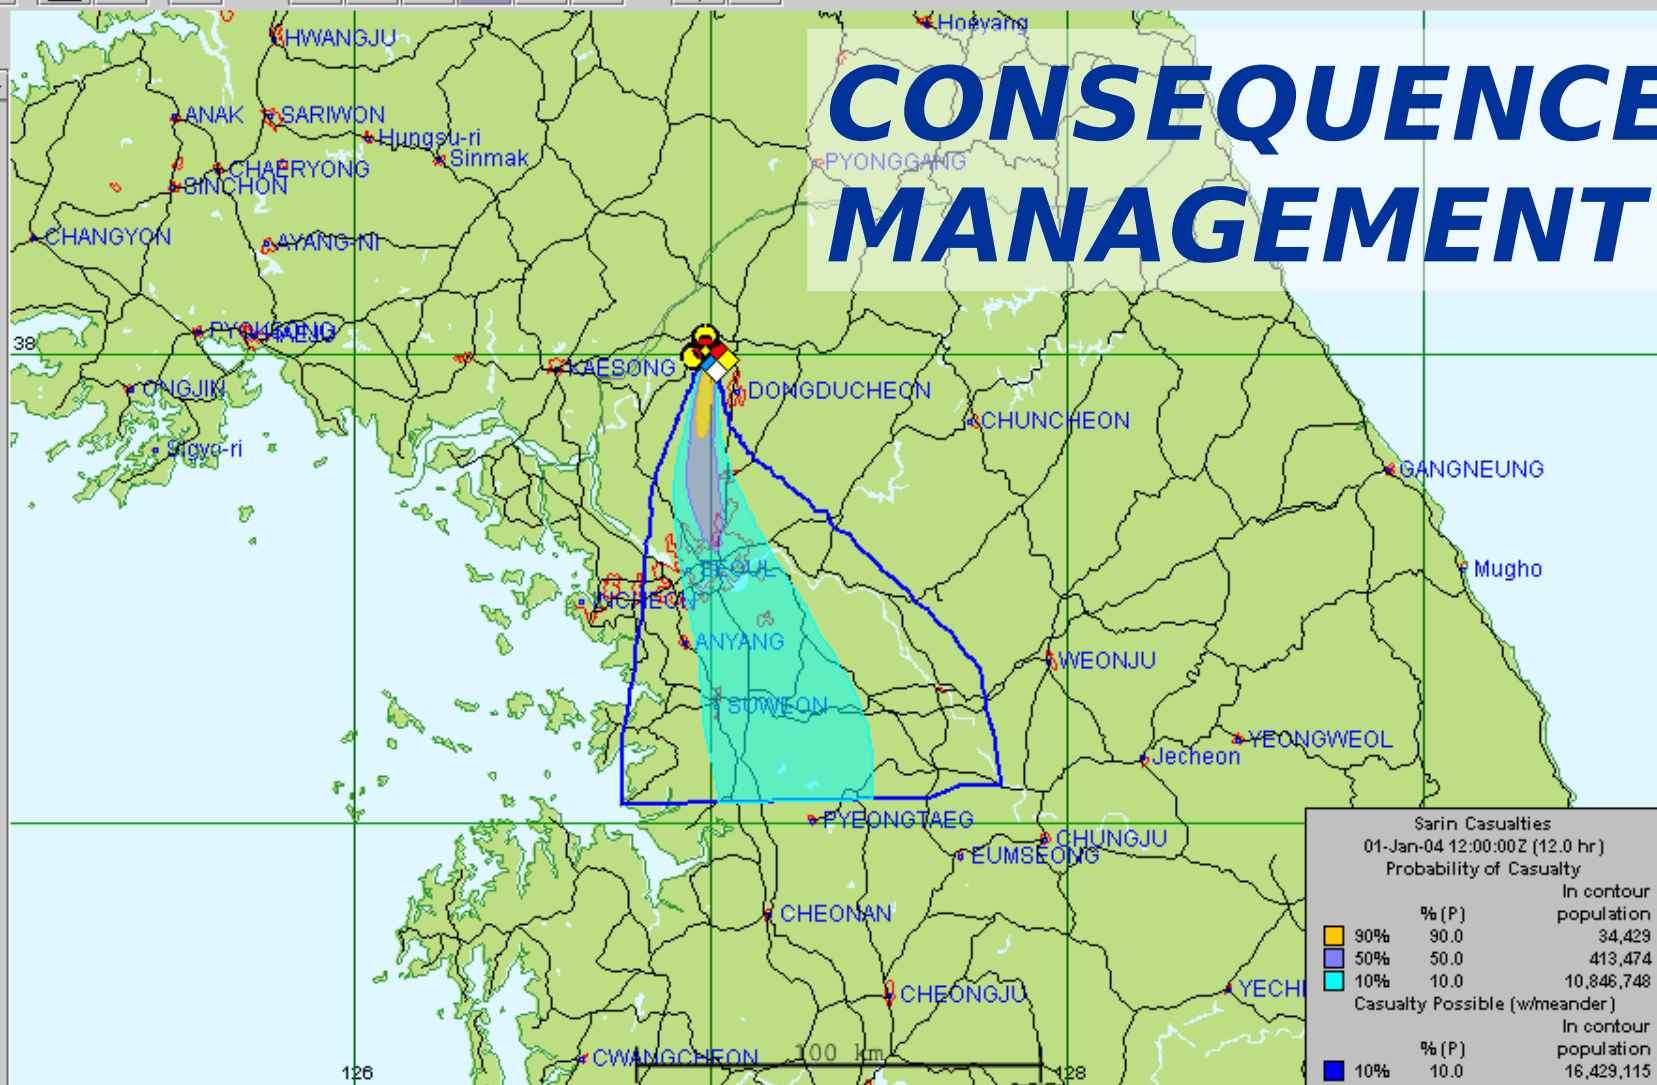 Hoeyang
HWANGJU
CONSEQUENCE
MANAGEMENT
ANAK
SARIWON
Hungsu-ri
Sinmak
PYONGGANG
CHAERYONG
SINCHON
CHANGYON
AYANG-NI
HAEJU
38
KAESONG
ONGJIN
DONGDUCHEON
CHUNCHEON
Sigyo-ri
GANGNEUNG
SEOUL
Mugho
INCHEON
ANYANG
WEONJU
SUWEON
YEONGWEOL
Jecheon
PYEONGTAEG
CHUNGJU
EUMSEONG
CHEONAN
CHEONGJU
YECH
CWANGCHEON
100 km
126
128
Sarin Casualties
01-Jan-04 12:00:00Z (12.0 hr)
Probability of Casualty
In contour
%(P) population
90% 90.0 34,429
50% 50.0 413,474
10% 10.0 10,846,748
Casualty Possible (w/meander)
In contour
%(P) population
10% 10.0 16,429,115